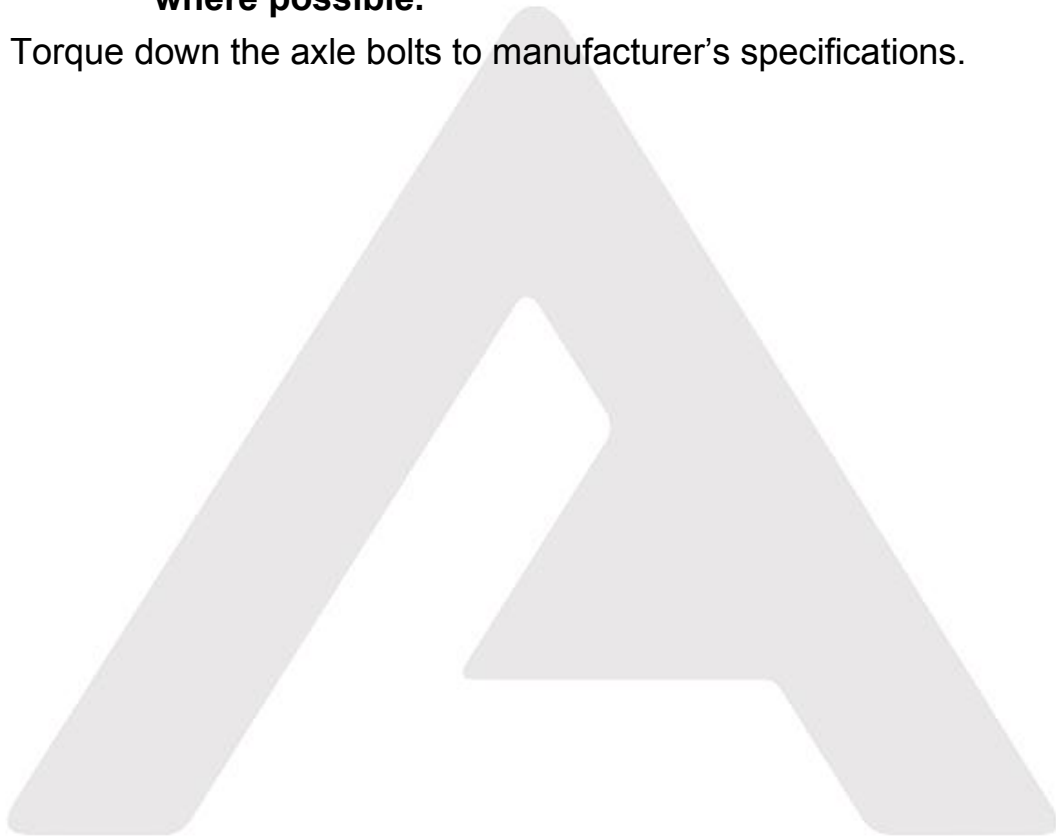 where possible.
Torque down the axle bolts to manufacturer’s specifications.